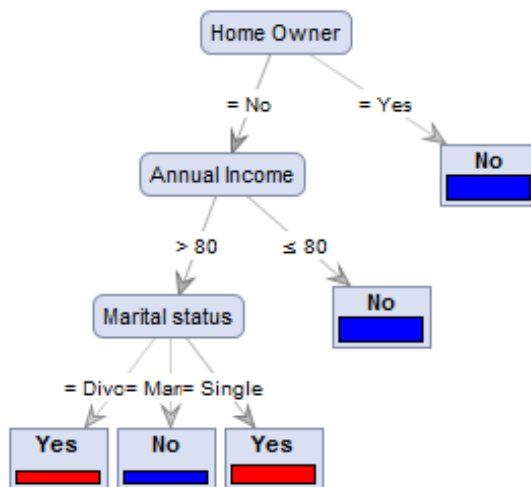 Home Owner
= No
= Yes
No
Annual Income
> 80
≤ 80
No
Marital status
= Divo= Mar= Single
Yes
No
Yes